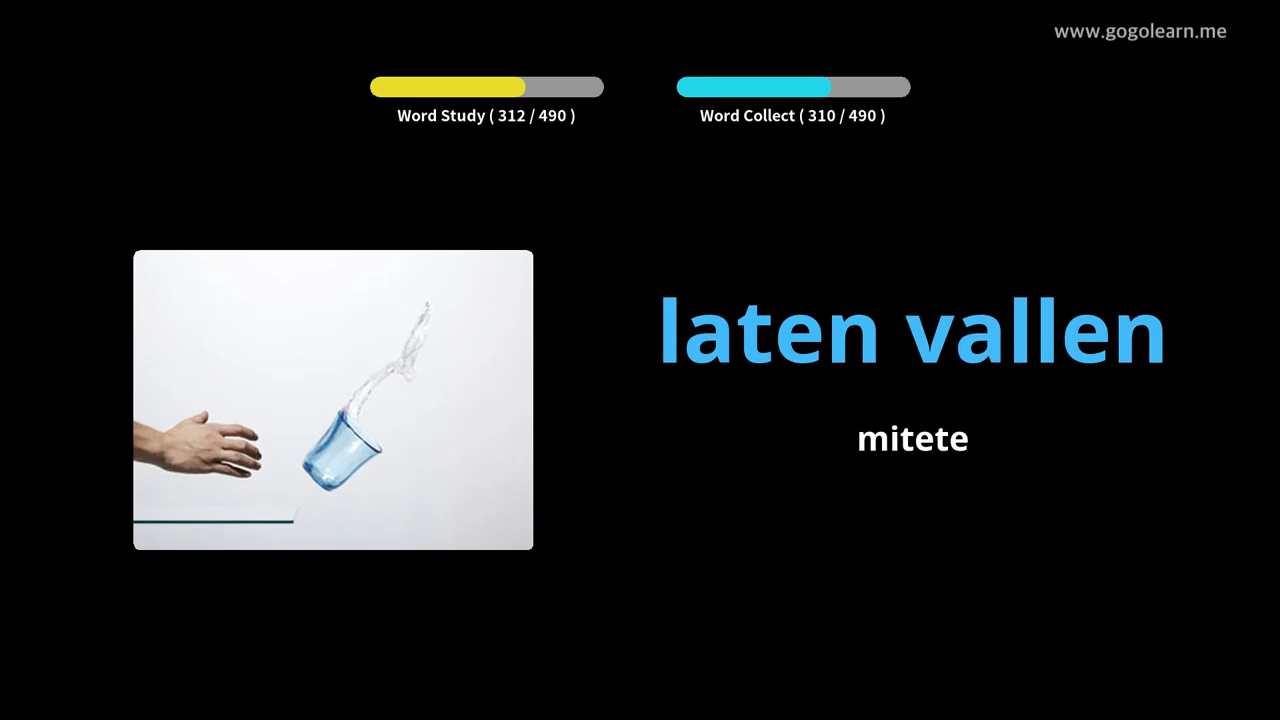 www.gogolearn.me
Word Study ( 312 / 490 )
Word Collect ( 310 / 490 )
laten vallen
mitete